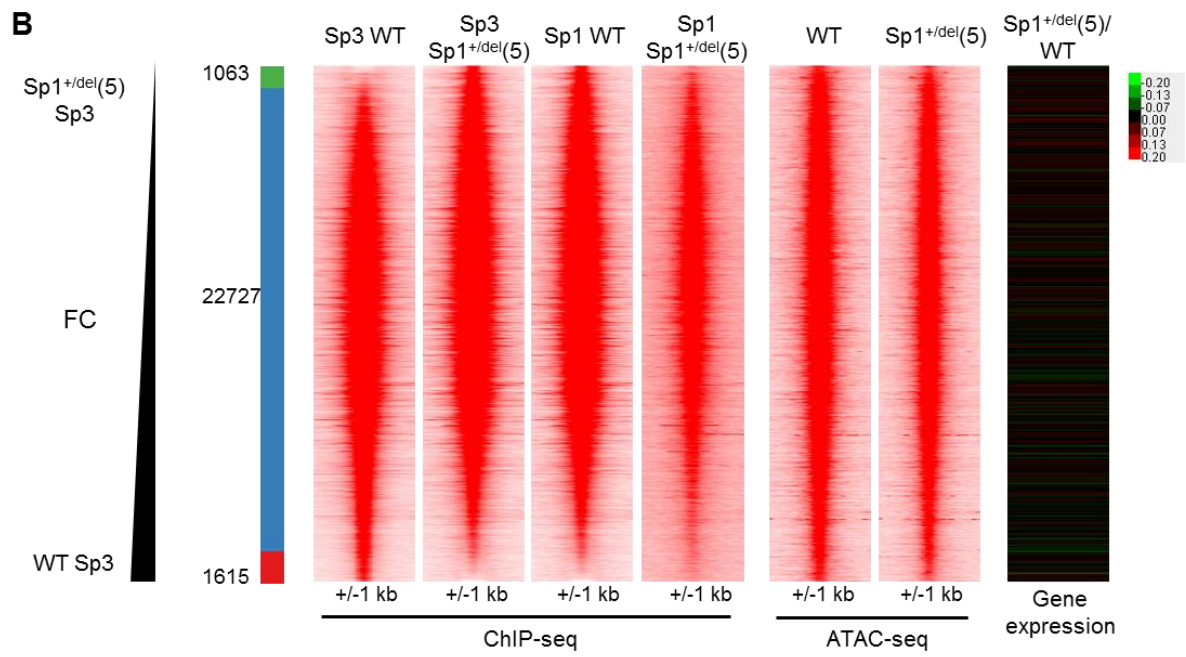 B
Sp3 WT
Sp3
Sp1+/del(5)
Sp1 WT
Sp1
Sp1+/del(5)
WT
Sp1+/del(5)
Sp1+/del(5)/
WT
Sp1+/del(5)
Sp3
FC
WT Sp3
1063
22727
1615
-0.20
-0.13
-0.07
0.00
0.07
0.13
0.20
+/-1 kb
+/-1 kb
+/-1 kb
+/-1 kb
+/-1 kb
+/-1 kb
ChIP-seq
ATAC-seq
Gene
expression